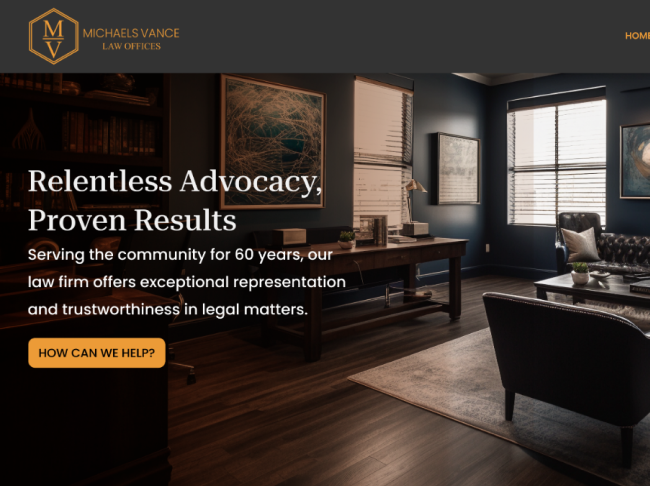 M
V
MICHAELS VANCE
LAW OFFICES
HOME
Relentless Advocacy,
Proven Results
Serving the community for 60 years, our
law firm offers exceptional representation
and trustworthiness in legal matters.
HOW CAN WE HELP?